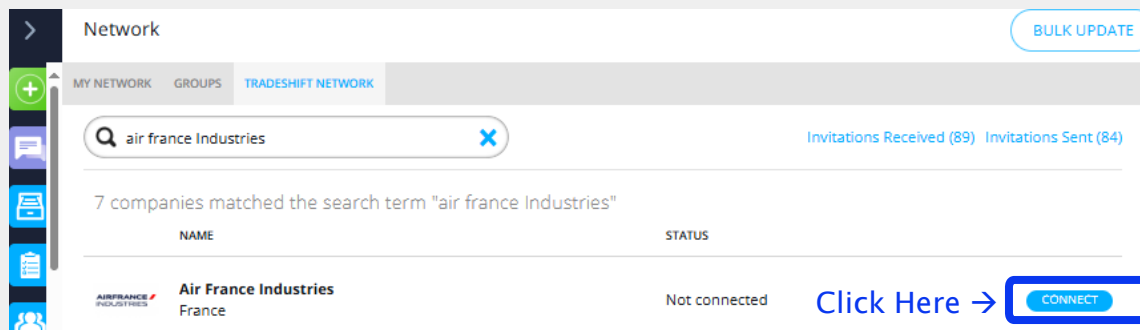 Network
BULK UPDATE
MY NETWORK GROUPS TRADESHIFT NETWORK
air france Industries
Invitations Received (89) Invitations Sent (84)
7 companies matched the search term "air france Industries"
NAME STATUS
AIRFRANCE
INDUSTRIES
Air France Industries
France
Not connected
Click Here →
CONNECT